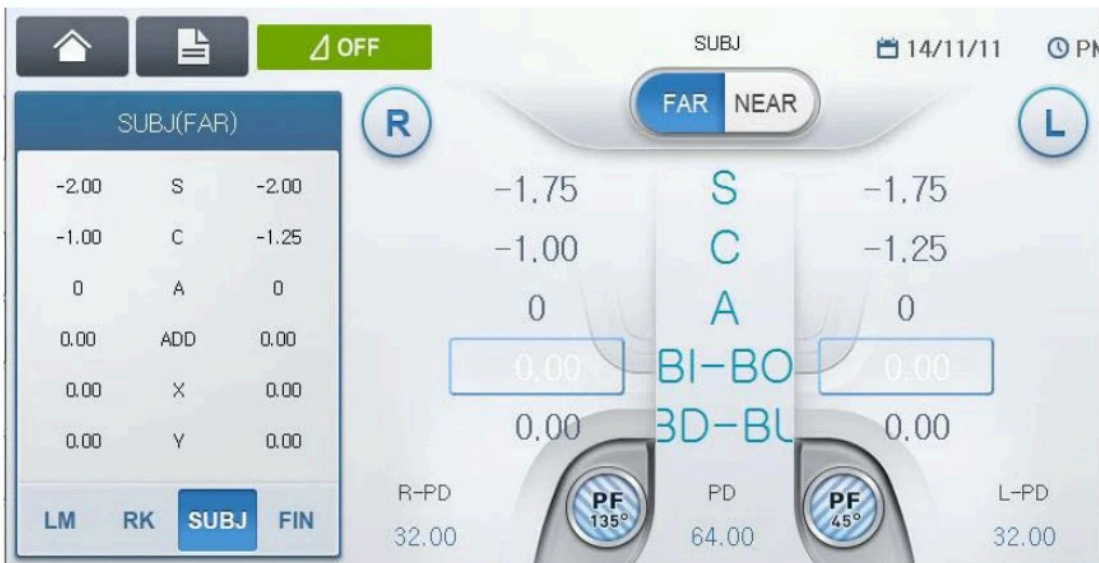 OFF
SUBJ
14/11/11
PM
SUBJ(FAR)
R
FAR NEAR
L
-2.00 S -2.00
-1.00 C -1.25
0 A 0
0.00 ADD 0.00
0.00 X 0.00
0.00 Y 0.00
LM RK SUBJ FIN
-1.75 S -1.75
-1.00 C -1.25
0 A 0
0.00 BI-BO 0.00
0.00 BD-BU 0.00
R-PD PD L-PD
PF 135° PF 45°
32.00 64.00 32.00